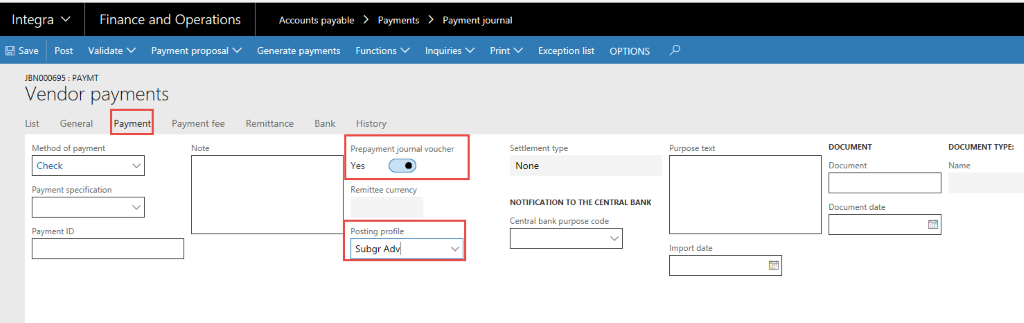 Integra Finance and Operations Accounts payable Payments Payment journal
Save Post Validate Payment proposal Generate payments Functions Inquiries Print Exception list OPTIONS
JBN000695 : PAYMT
Vendor payments
List General Payment Payment fee Remittance Bank History
Method of payment
Check
Payment specification
Payment ID
Note
Prepayment journal voucher
Yes
Remittee currency
Posting profile
Subgr Adv
Settlement type
None
NOTIFICATION TO THE CENTRAL BANK
Central bank purpose code
Purpose text
Import date
DOCUMENT
Document
Document date
DOCUMENT TYPE:
Name